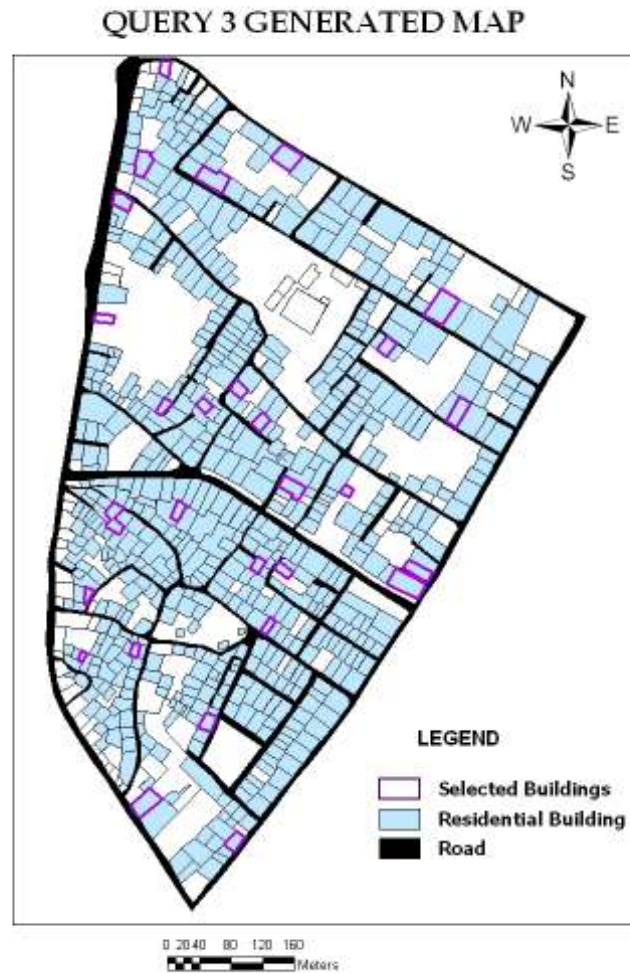 QUERY 3 GENERATED MAP
N
W E
S
LEGEND
Selected Buildings
Residential Building
Road
0 20 40 80 120 160
Meters